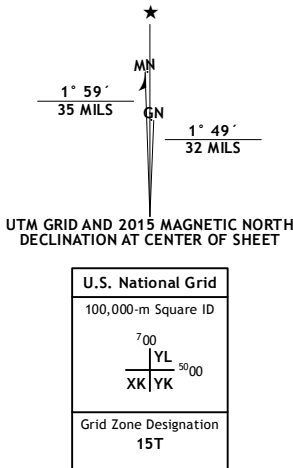 ★
MN
1° 59´
35 MILS
GN
1° 49´
32 MILS
UTM GRID AND 2015 MAGNETIC NORTH
DECLINATION AT CENTER OF SHEET
U.S. National Grid
100,000-m Square ID
700
YL
5000
XK YK
Grid Zone Designation
15T